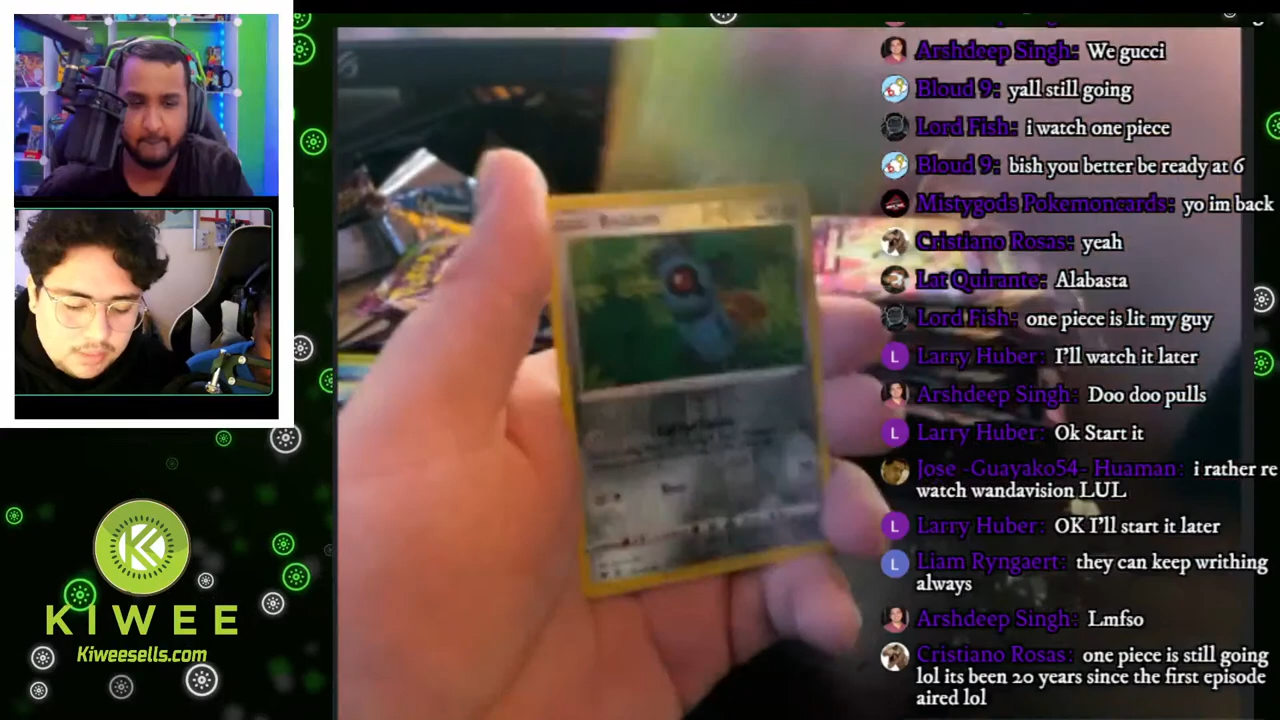 Arshdeep Singh: We gucci
Bloud 9: yall still going
Lord Fish: i watch one piece
Bloud 9: bish you better be ready at 6
Mistygods Pokemoncards: yo im back
Cristiano Rosas: yeah
Lat Quirante: Alabasta
Lord Fish: one piece is lit my guy
L Larry Huber: I'll watch it later
Arshdeep Singh: Doo doo pulls
L Larry Huber: Ok Start it
Jose -Guayako54- Huaman: i rather re
watch wandavision LUL
L Larry Huber: OK I'll start it later
L Liam Ryngaert: they can keep writhing
always
Arshdeep Singh: Lmfso
Cristiano Rosas: one piece is still going
lol its been 20 years since the first episode
aired lol
K
KIWEE
Kiweesells.com